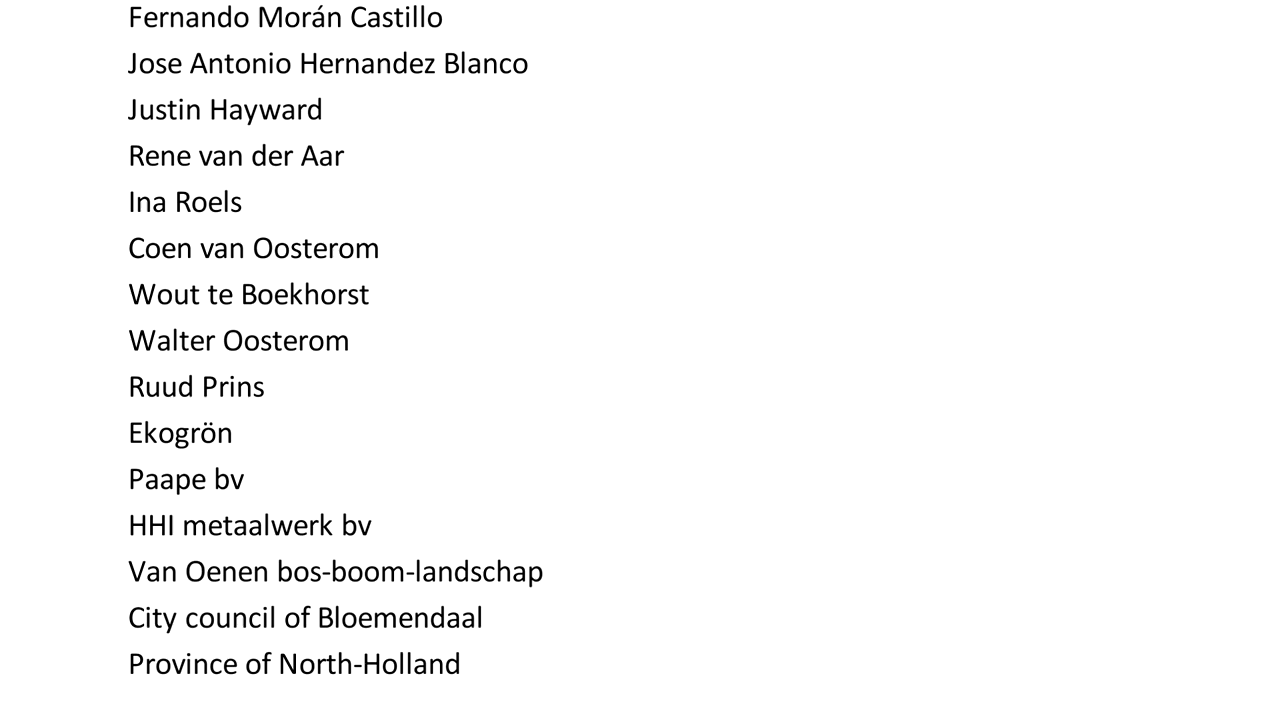 Fernando Morán Castillo
Jose Antonio Hernandez Blanco
Justin Hayward
Rene van der Aar
Ina Roels
Coen van Oosterom
Wout te Boekhorst
Walter Oosterom
Ruud Prins
Ekogrön
Paape bv
HHI metaalwerk bv
Van Oenen bos-boom-landschap
City council of Bloemendaal
Province of North-Holland